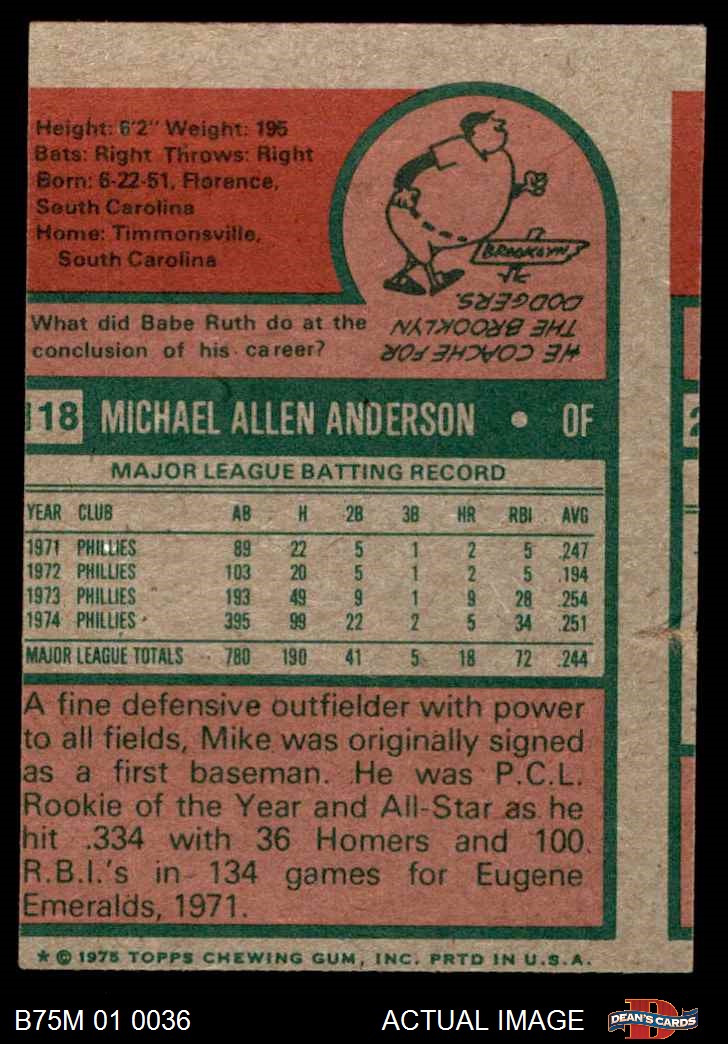 Height: 6'2" Weight: 195
Bats: Right Throws: Right
Born: 6-22-51, Florence,
South Carolina
Home: Timmonsville,
South Carolina
BROOKLYN
What did Babe Ruth do at the
conclusion of his career?
HE COACHED FOR
THE BROOKLYN
DODGERS.
118 MICHAEL ALLEN ANDERSON • OF
2
MAJOR LEAGUE BATTING RECORD
YEAR CLUB AB H 2B 3B HR RBI AVG
1971 PHILLIES 89 22 5 1 2 5 .247
1972 PHILLIES 103 20 5 1 2 5 .194
1973 PHILLIES 193 49 9 1 9 28 .254
1974 PHILLIES 395 99 22 2 5 34 .251
MAJOR LEAGUE TOTALS 780 190 41 5 18 72 .244
A fine defensive outfielder with power
to all fields, Mike was originally signed
as a first baseman. He was P.C.L.
Rookie of the Year and All-Star as he
hit .334 with 36 Homers and 100
R.B.I.'s in 134 games for Eugene
Emeralds, 1971.
* © 1975 TOPPS CHEWING GUM, INC. PRTD IN U.S.A.
B75M 01 0036 ACTUAL IMAGE DEAN'S CARDS